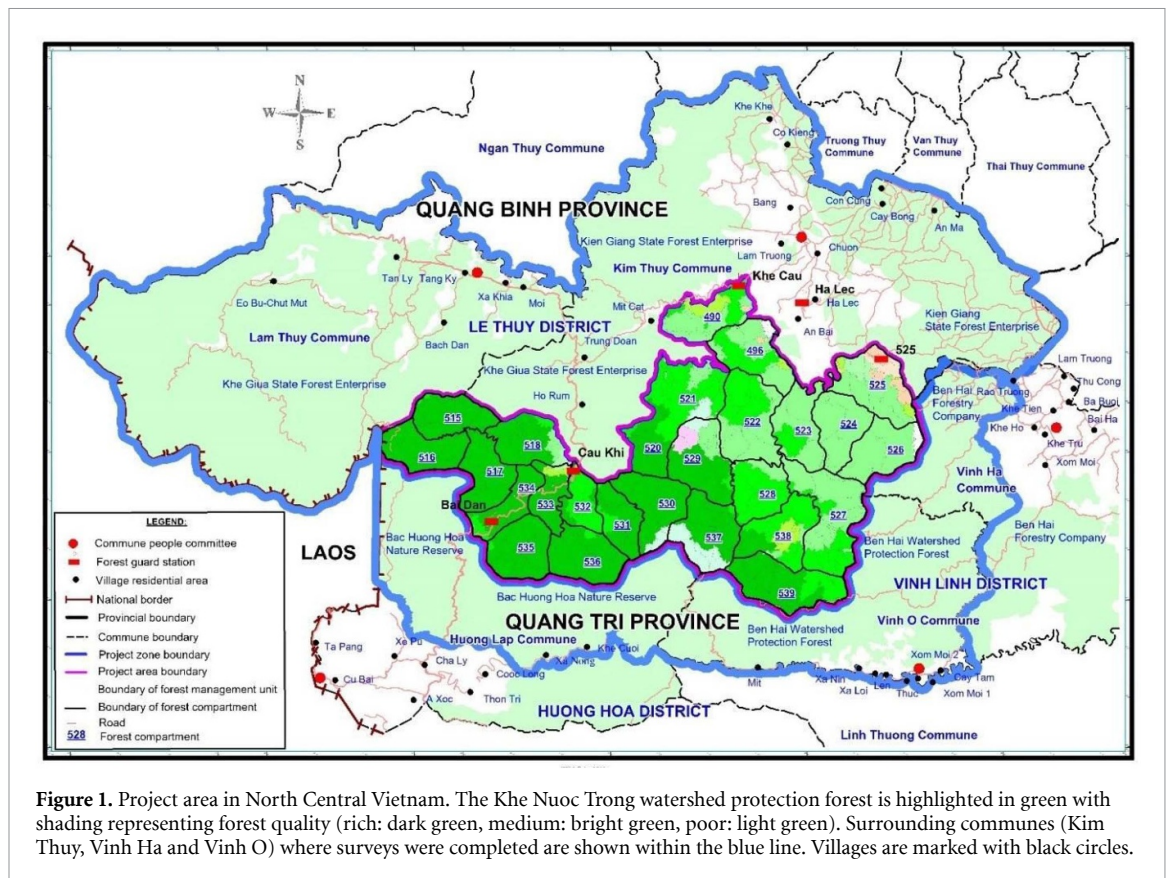 N
W
E
S
Khe Khe
Co Kieng
Ngan Thuy Commune
Truong Thuy
Commune
Van Thuy
Commune
Thai Thuy Commune
QUANG BINH PROVINCE
Bang
Con Cung
Cay Bong
An Ma
Kien Giang State Forest Enterprise
Lam Truong
Chuon
Kim Thuy Commune
Khe Cau
Tan Ly
Tang Ky
Xa Khia
Moi
Eo Bu-Chut Mut
Mit Cat
Ha Lec
Ha Lec
An Bai
Kien Giang
State Forest Enterprise
Lam Thuy Commune
LE THUY DISTRICT
Bach Dan
Trung Doan
490
496
525
525
Khe Giua State Forest Enterprise
Khe Giua State Forest Enterprise
Ho Rum
Ben Hai
Forestry
Company
Rao Truong
Lam Truong
Thu Cong
Ba Buoi
Khe Tien
Bai Ha
Khe Ho
Khe Tru
Xom Moi
515
518
521
522
523
524
526
516
517
520
529
Cau Khi
534
533
532
531
530
528
527
Vinh Ha
Commune
Bai Dan
535
536
537
538
539
Bac Huong Hoa
Nature Reserve
Ben Hai Watershed
Protection Forest
Ben Hai
Forestry Company
LAOS
VINH LINH DISTRICT
Bac Huong Hoa Nature Reserve
QUANG TRI PROVINCE
Ben Hai Watershed
Protection Forest
Vinh O Commune
Huong Lap Commune
Ta Pang
Xe Pu
Cha Ly
Khe Cuoi
Xa Nong
Cu Bai
Cooc Long
A Xoc
Thon Tri
Mit
Xa Nin
Xa Loi
Len
Thuc
Xom Moi 2
Cay Tam
Xom Moi 1
HUONG HOA DISTRICT
Linh Thuong Commune
LEGEND:
Commune people committee
Forest guard station
Village residential area
National border
Provincial boundary
Commune boundary
Project zone boundary
Project area boundary
Boundary of forest management unit
Boundary of forest compartment
Road
528 Forest compartment
Figure 1. Project area in North Central Vietnam. The Khe Nuoc Trong watershed protection forest is highlighted in green with
shading representing forest quality (rich: dark green, medium: bright green, poor: light green). Surrounding communes (Kim
Thuy, Vinh Ha and Vinh O) where surveys were completed are shown within the blue line. Villages are marked with black circles.